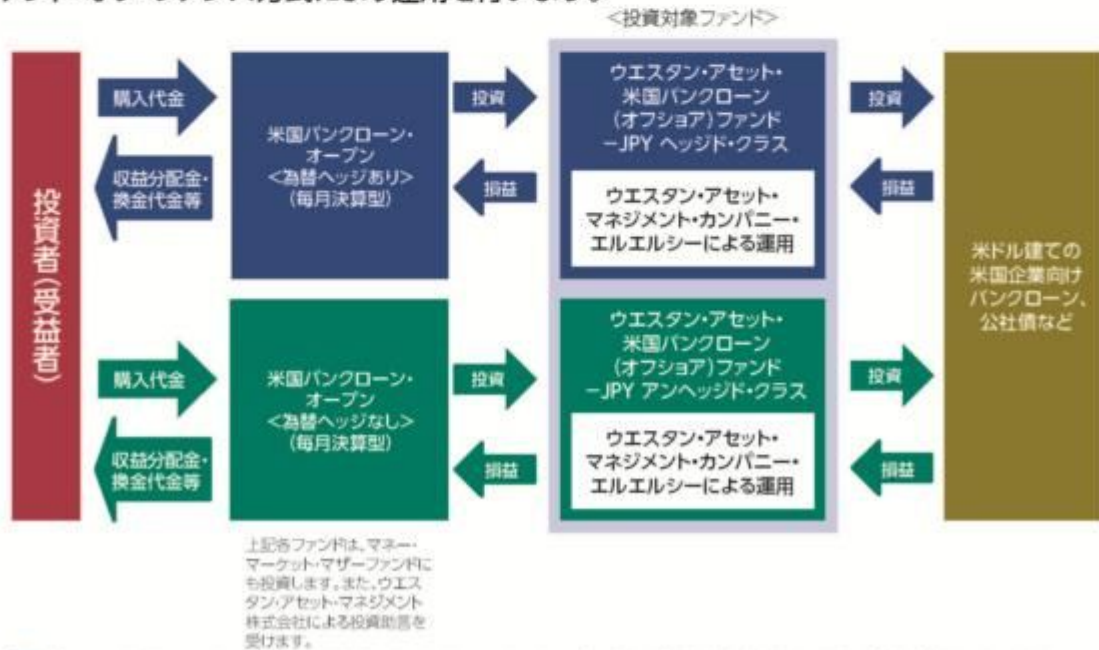 <投資対象ファンド>
投資者(受益者)
購入代金
収益分配金・
換金代金等
米国バンクローン・
オープン
<為替ヘッジあり>
(毎月決算型)
投資
損益
ウエスタン・アセット・
米国バンクローン
(オフショア)ファンド
-JPY ヘッジド・クラス
ウエスタン・アセット・
マネジメント・カンパニー・
エルエルシーによる運用
投資
損益
購入代金
収益分配金・
換金代金等
米国バンクローン・
オープン
<為替ヘッジなし>
(毎月決算型)
投資
損益
ウエスタン・アセット・
米国バンクローン
(オフショア)ファンド
-JPY アンヘッジド・クラス
ウエスタン・アセット・
マネジメント・カンパニー・
エルエルシーによる運用
投資
損益
米ドル建ての
米国企業向け
バンクローン、
公社債など
上記各ファンドは、マネー・
マーケット・マザーファンドに
も投資します。また、ウエス
タン・アセット・マネジメント
株式会社による投資助言を
受けます。